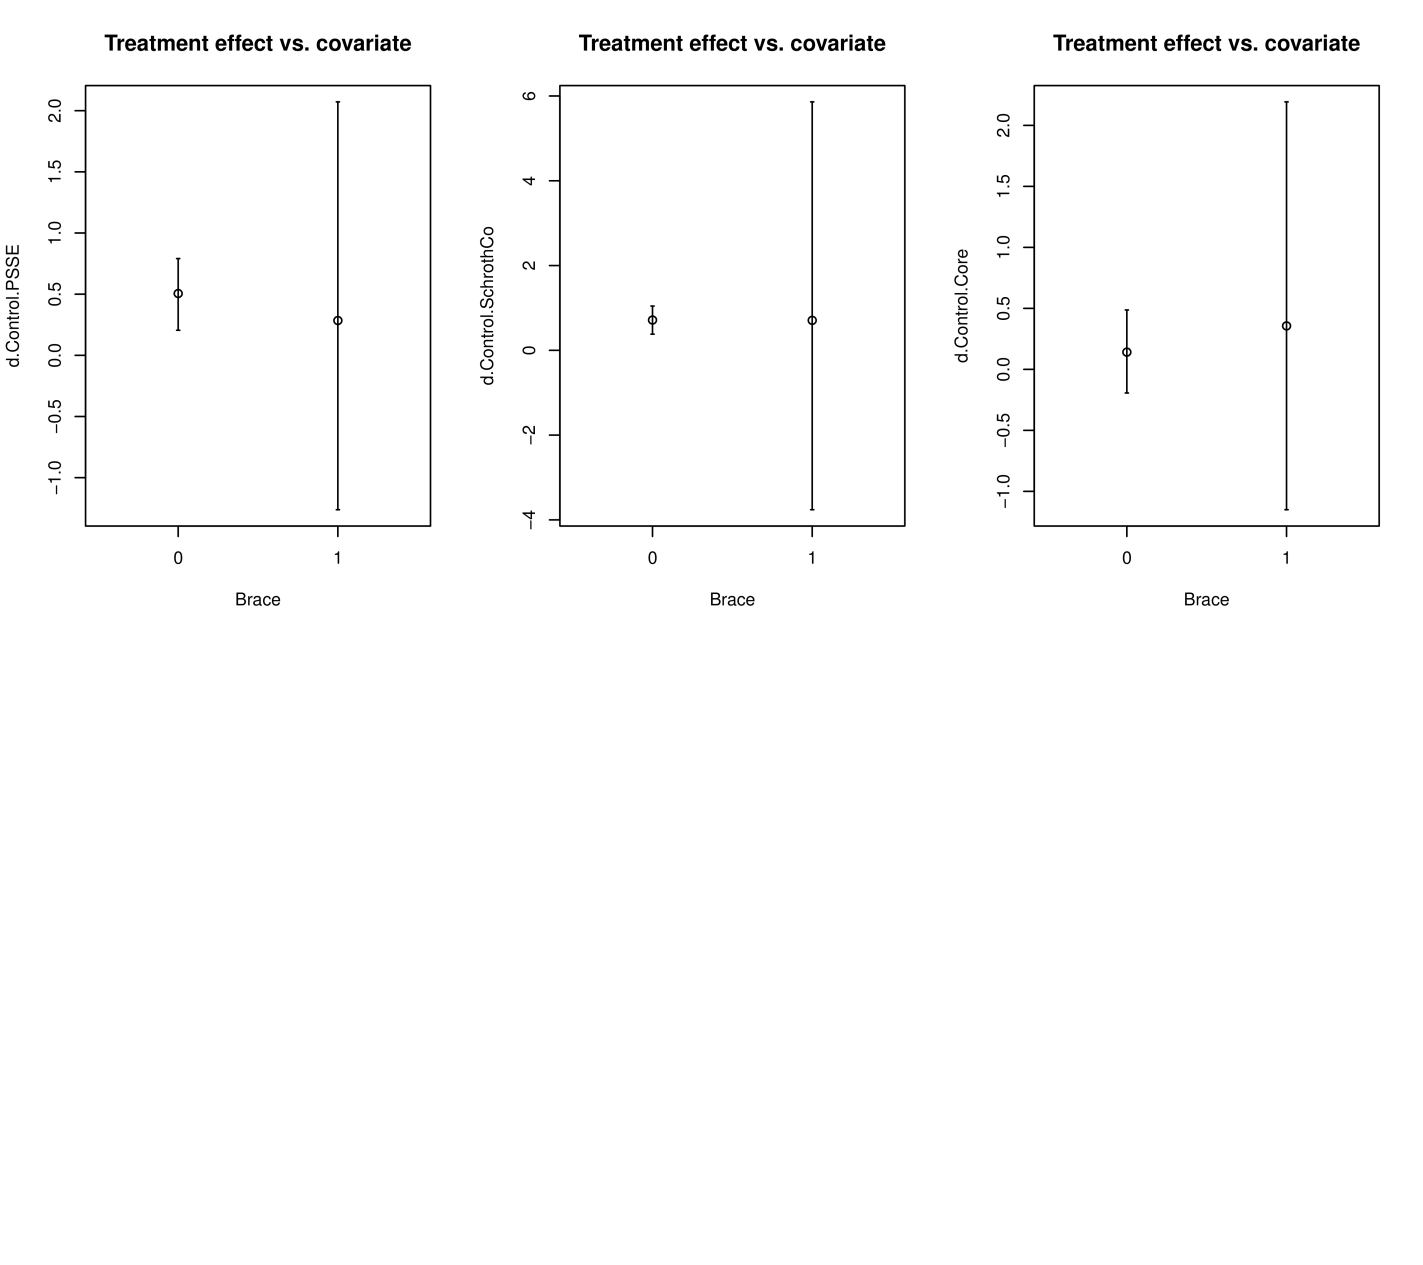 Treatment effect vs. covariate
d.Control.PSSE
2.0
1.5
1.0
0.5
0.0
−0.5
−1.0
0 1
Brace
Treatment effect vs. covariate
d.Control.SchrothCo
6
4
2
0
−2
−4
0 1
Brace
Treatment effect vs. covariate
d.Control.Core
2.0
1.5
1.0
0.5
0.0
−0.5
−1.0
0 1
Brace